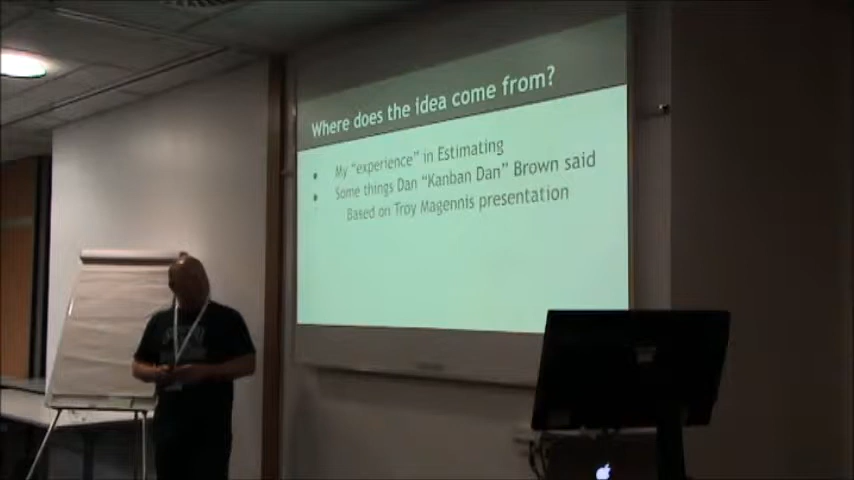 Where does the idea come from?
• My "experience" in Estimating
• Some things Dan "Kanban Dan" Brown said
Based on Troy Magennis presentation